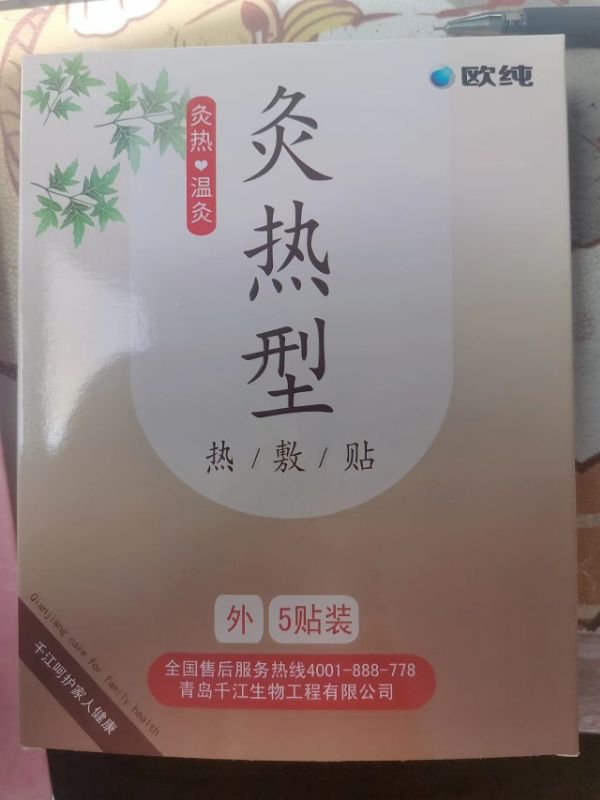 欧纯
灸热❤温灸
灸热型
热/敷/贴
外 5贴装
全国售后服务热线4001-888-778
青岛千江生物工程有限公司
Qianjiang care for family health
千江呵护家人健康